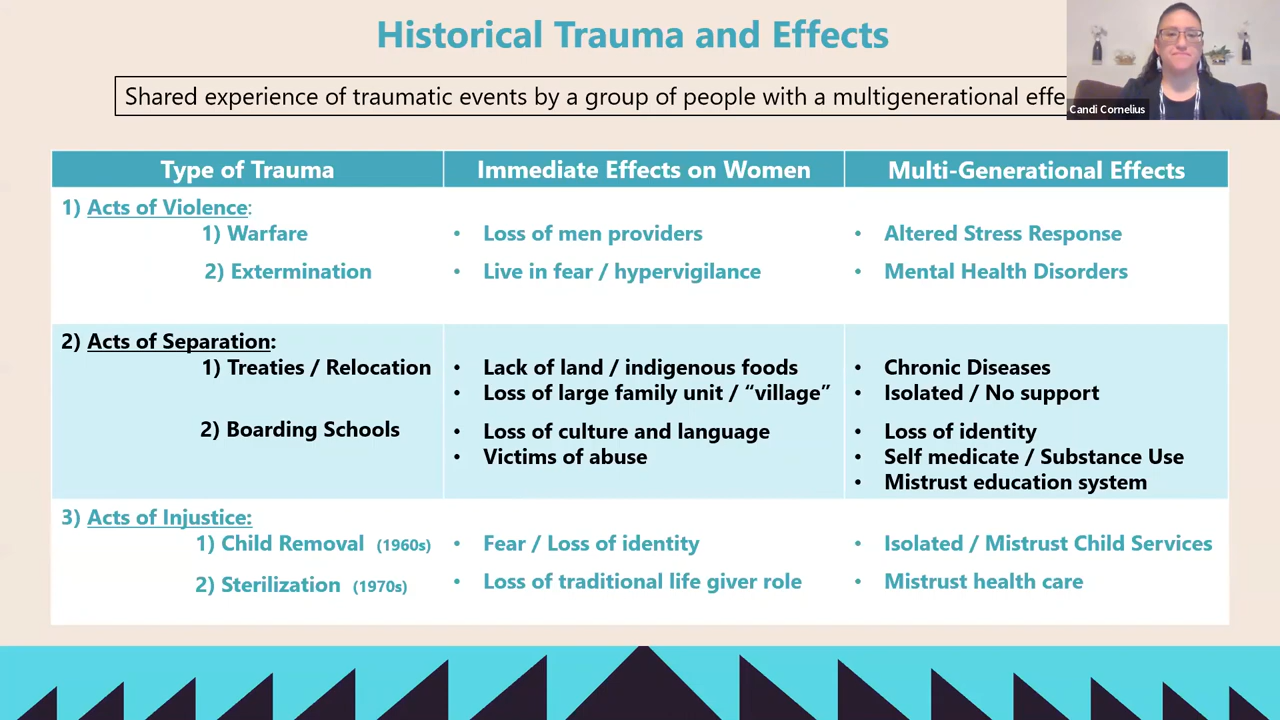 Historical Trauma and Effects
Shared experience of traumatic events by a group of people with a multigenerational
Candi Cornelius
Type of Trauma
Immediate Effects on Women
Multi-Generational Effects
1) Acts of Violence:
1) Warfare
• Loss of men providers
• Altered Stress Response
2) Extermination
• Live in fear / hypervigilance
• Mental Health Disorders
2) Acts of Separation:
1) Treaties / Relocation
• Lack of land / indigenous foods
• Chronic Diseases
• Loss of large family unit / “village”
• Isolated / No support
2) Boarding Schools
• Loss of culture and language
• Loss of identity
• Victims of abuse
• Self medicate / Substance Use
• Mistrust education system
3) Acts of Injustice:
1) Child Removal (1960s)
• Fear / Loss of identity
• Isolated / Mistrust Child Services
2) Sterilization (1970s)
• Loss of traditional life giver role
• Mistrust health care